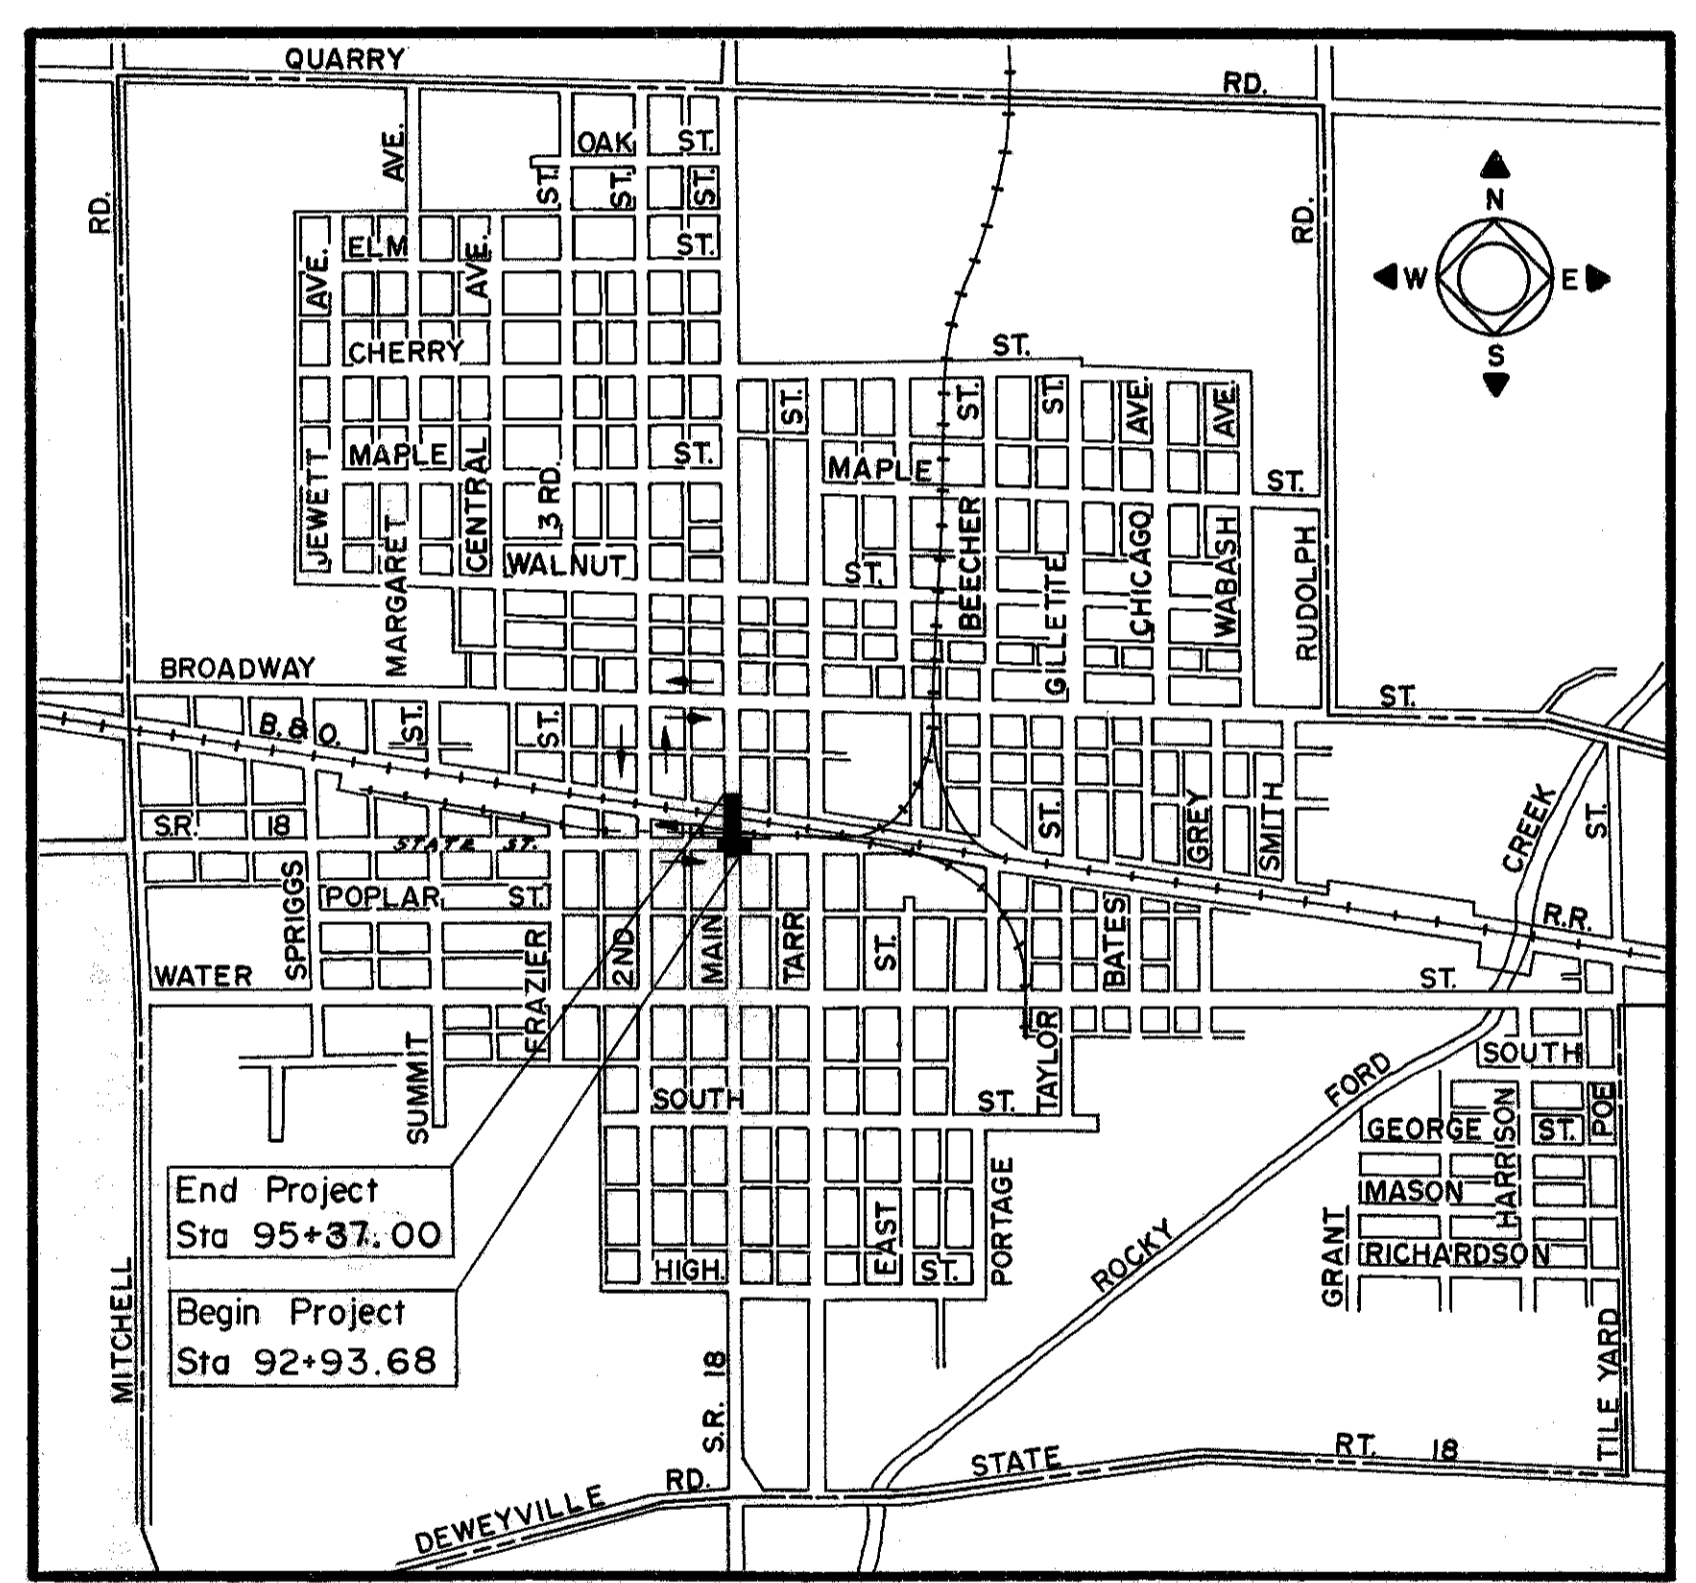 QUARRY RD.
OAK ST.
AVE.
RD.
ST.
ST.
ST.
RD.
N
W E
S
ELM ST.
AVE.
AVE.
CHERRY ST.
ST.
ST.
ST.
AVE.
AVE.
MAPLE ST.
MAPLE ST.
JEWETT
MARGARET
CENTRAL
3 RD.
WALNUT ST.
BEECHER
GILLETTE
CHICAGO
WABASH
RUDOLPH
BROADWAY ST.
B. & O.
ST.
ST.
S.R. 18
STATE ST.
ST.
GREY
SMITH
CREEK
ST.
SPRIGGS
POPLAR ST.
FRAZIER
2ND
MAIN
TARR
ST.
BATES
R.R.
WATER ST.
SUMMIT
SOUTH ST.
TAYLOR
FORD
SOUTH
GEORGE ST.
HARRISON
POE
MASON
RICHARDSON
GRANT
End Project
Sta 95+37.00
Begin Project
Sta 92+93.68
HIGH. ST.
EAST
PORTAGE
ROCKY
MITCHELL
S.R. 18
TILE YARD
DEWEYVILLE RD.
STATE RT. 18